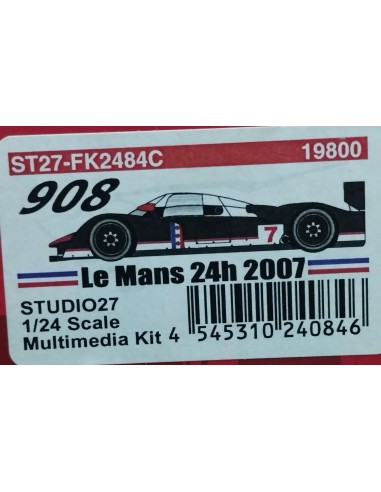 ST27-FK2484C 19800
908
7
Le Mans 24h 2007
STUDIO27
1/24 Scale
Multimedia Kit 4 545310 240846